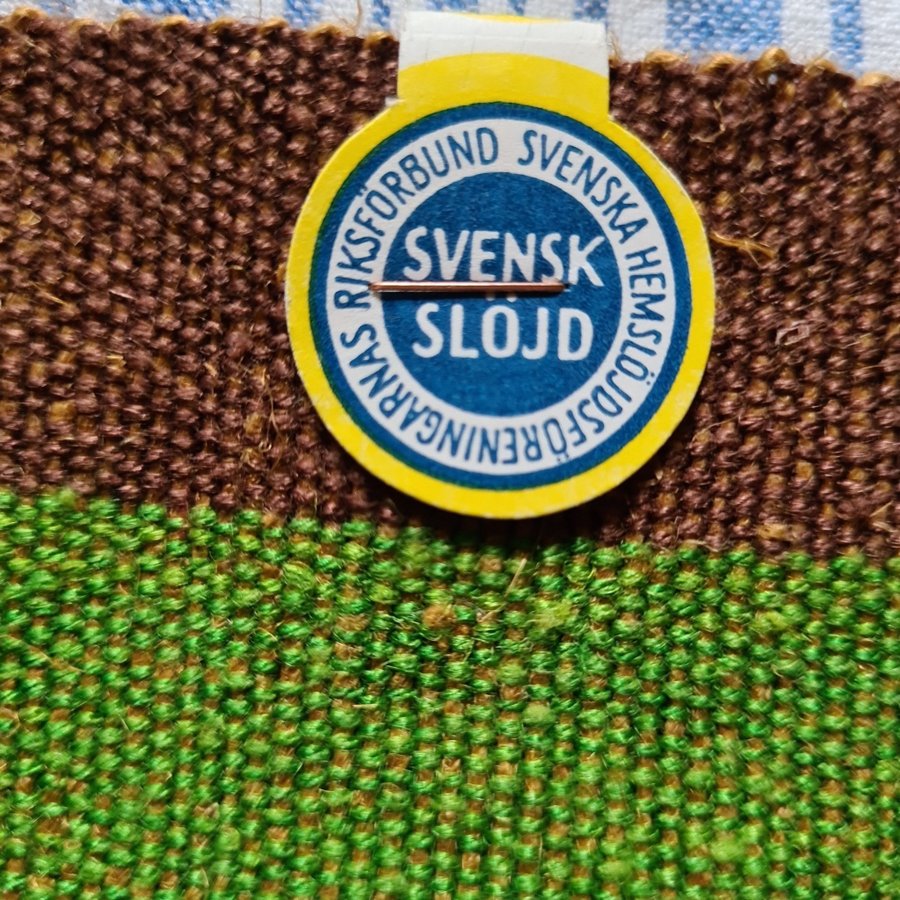 SVENSKA HEMSLÖJDSFÖRENINGARNAS RIKSFÖRBUND
SVENSK
SLÖJD